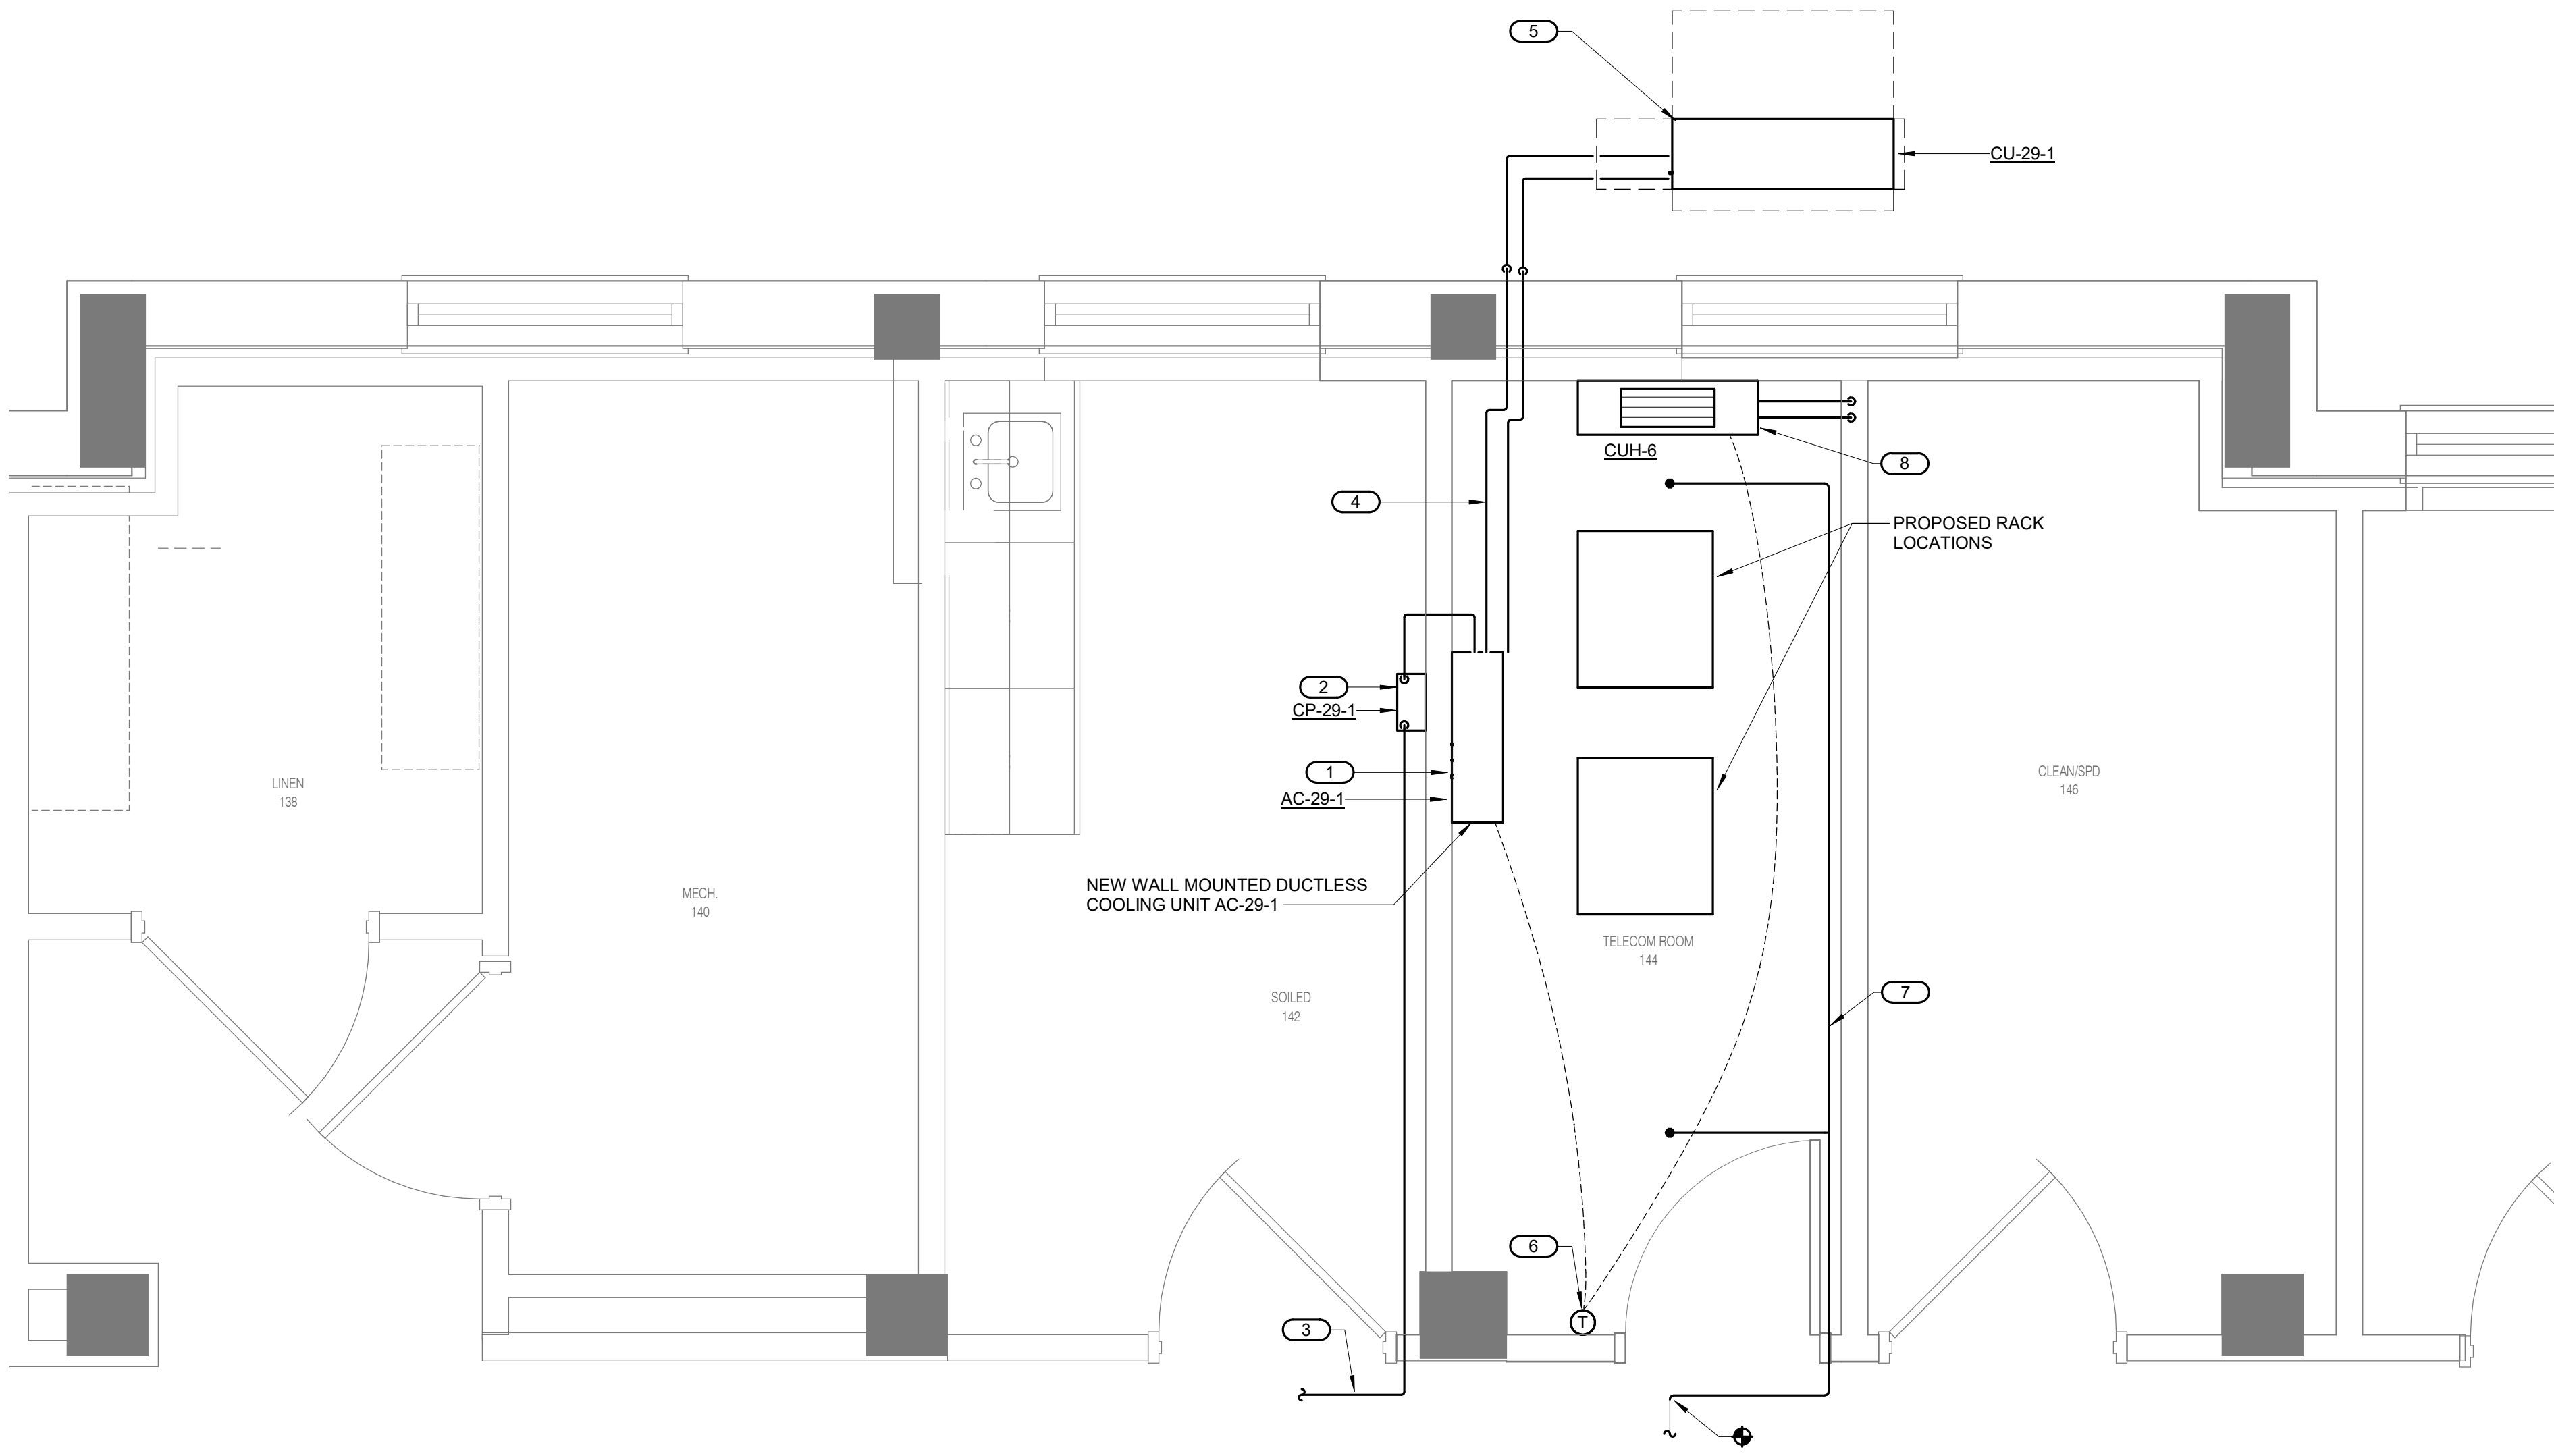 5
CU-29-1
CUH-6
8
4
PROPOSED RACK
LOCATIONS
2
CP-29-1
1
AC-29-1
LINEN
138
CLEAN/SPD
146
NEW WALL MOUNTED DUCTLESS
COOLING UNIT AC-29-1
MECH.
140
TELECOM ROOM
144
SOILED
142
7
6
T
3